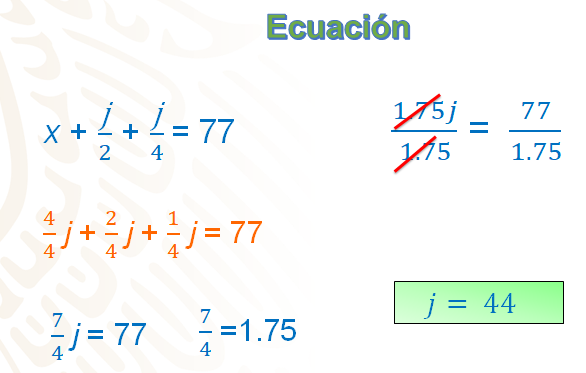 Ecuación
x + j/2 + j/4 = 77
4/4 j + 2/4 j + 1/4 j = 77
7/4 j = 77
7/4 =1.75
1.75j/1.75 = 77/1.75
j = 44